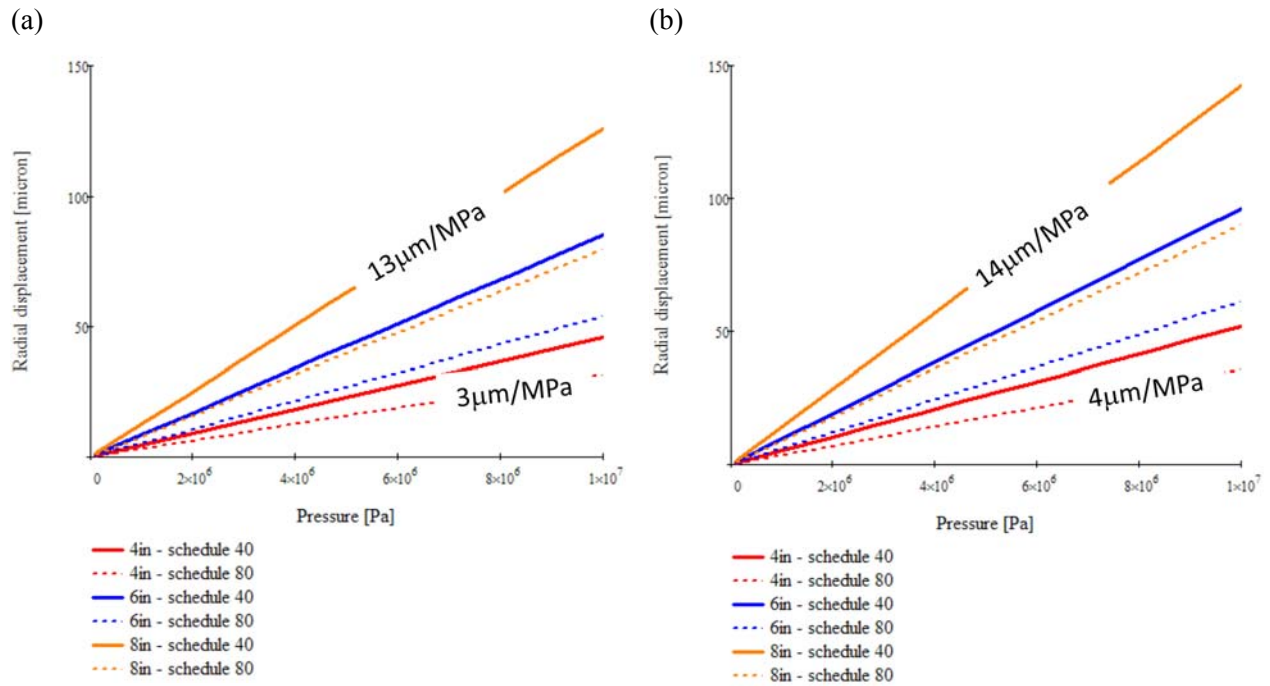 (a)
150
100
50
0
2×10⁶
4×10⁶
6×10⁶
8×10⁶
1×10⁷
Radial displacement [micron]
Pressure [Pa]
13μm/MPa
3μm/MPa
4in - schedule 40
4in - schedule 80
6in - schedule 40
6in - schedule 80
8in - schedule 40
8in - schedule 80
(b)
150
100
50
0
2×10⁶
4×10⁶
6×10⁶
8×10⁶
1×10⁷
Radial displacement [micron]
Pressure [Pa]
14μm/MPa
4μm/MPa
4in - schedule 40
4in - schedule 80
6in - schedule 40
6in - schedule 80
8in - schedule 40
8in - schedule 80